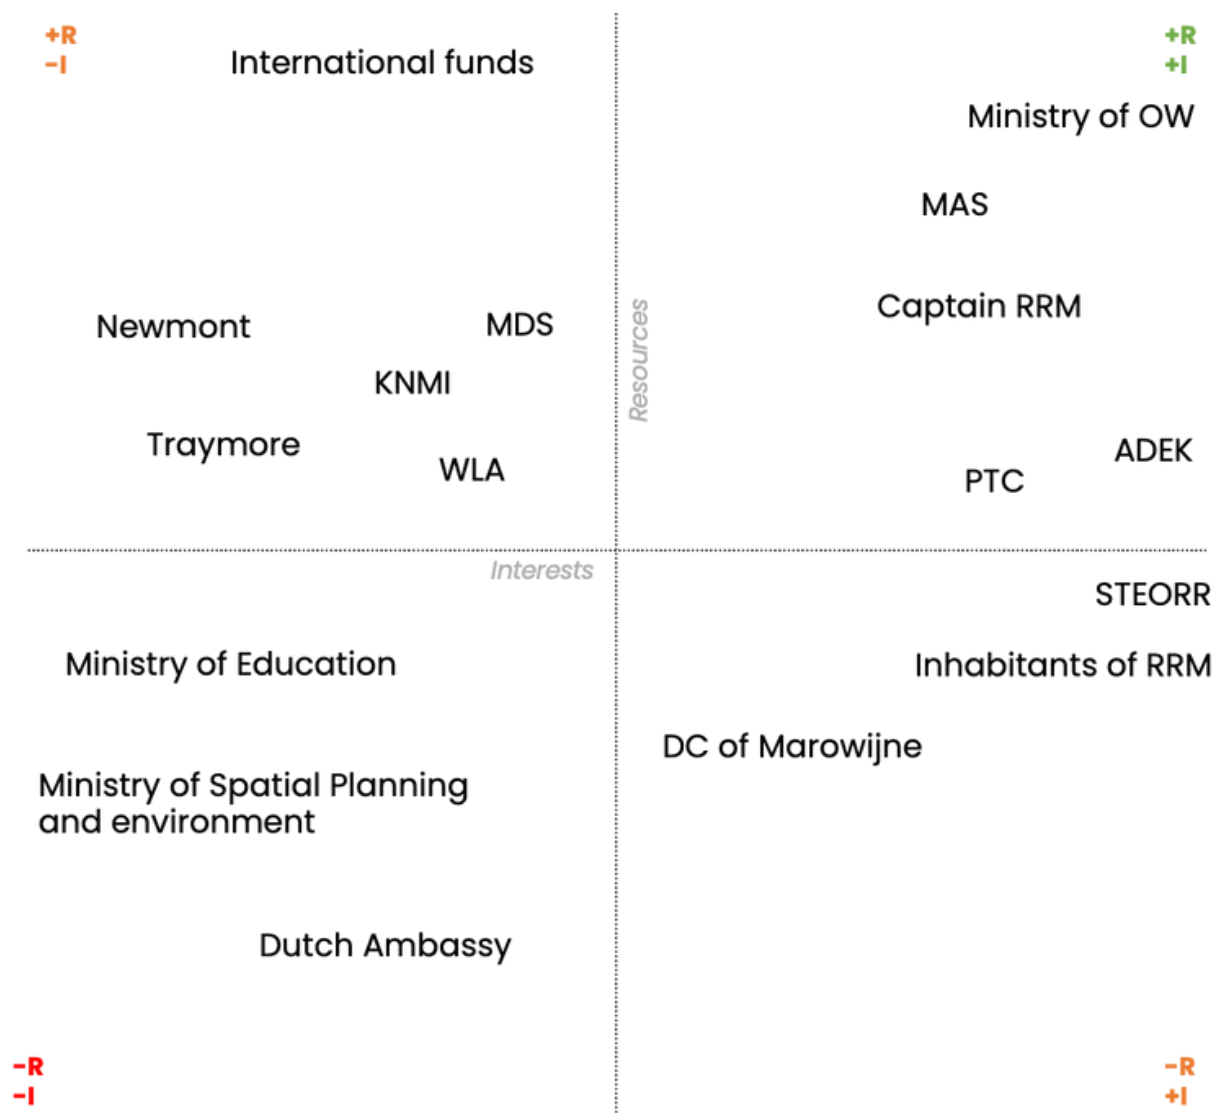 +R
−I
International funds
+R
+I
Ministry of OW
MAS
Captain RRM
Newmont
MDS
Resources
KNMI
Traymore
WLA
ADEK
PTC
Interests
STEORR
Ministry of Education
Inhabitants of RRM
DC of Marowijne
Ministry of Spatial Planning
and environment
Dutch Ambassy
−R
−I
−R
+I